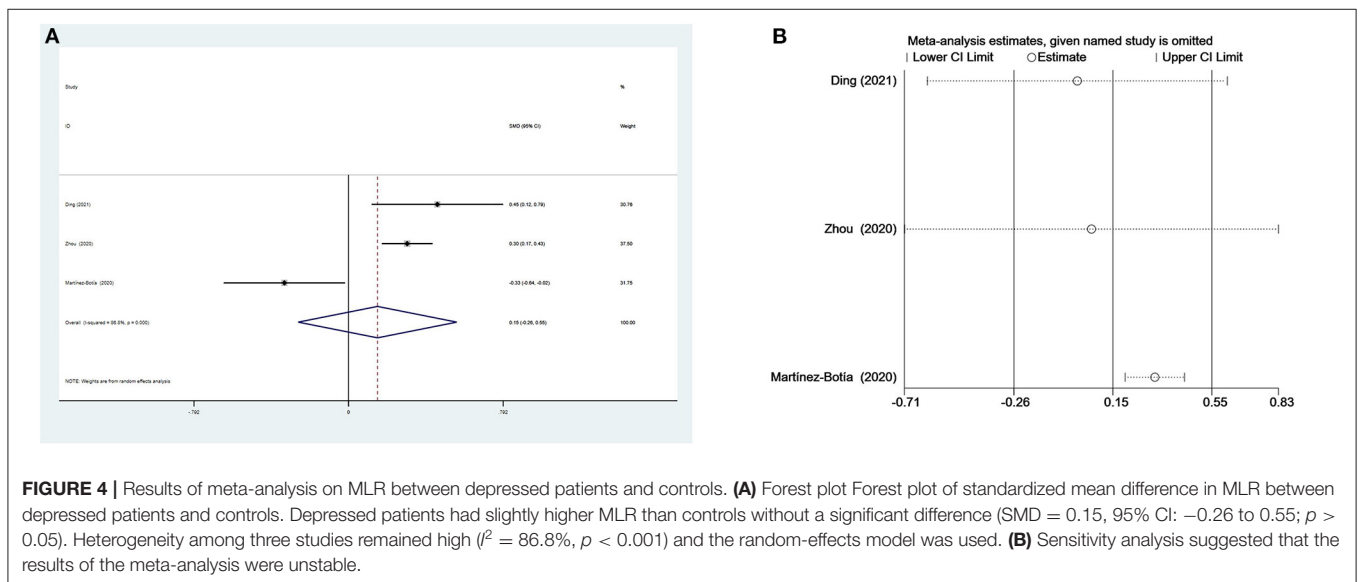 A
Study
%
ID
SMD (95% CI)
Weight
Ding (2021)
0.45 (0.12, 0.78)
30.76
Zhou (2020)
0.30 (0.17, 0.43)
37.50
Martínez-Botía (2020)
-0.33 (-0.64, -0.02)
31.75
Overall (I-squared = 86.8%, p = 0.000)
0.15 (-0.26, 0.55)
100.00
NOTE: Weights are from random effects analysis
-.792
0
.792
B
Meta-analysis estimates, given named study is omitted
Lower CI Limit
Estimate
Upper CI Limit
Ding (2021)
Zhou (2020)
Martínez-Botía (2020)
-0.71
-0.26
0.15
0.55
0.83
FIGURE 4 | Results of meta-analysis on MLR between depressed patients and controls. (A) Forest plot Forest plot of standardized mean difference in MLR between
depressed patients and controls. Depressed patients had slightly higher MLR than controls without a significant difference (SMD = 0.15, 95% CI: −0.26 to 0.55; p >
0.05). Heterogeneity among three studies remained high (I² = 86.8%, p < 0.001) and the random-effects model was used. (B) Sensitivity analysis suggested that the
results of the meta-analysis were unstable.